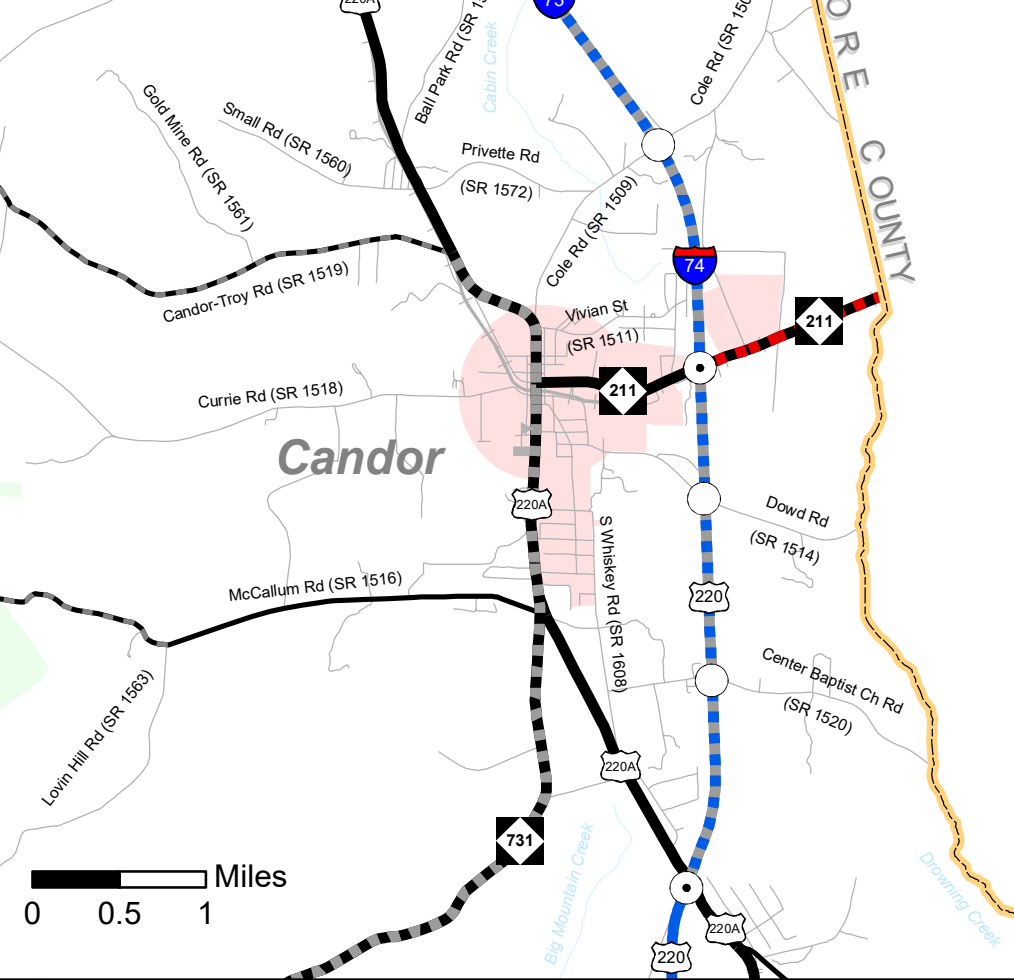 220A
73
Ball Park Rd (SR 15
Cabin Creek
Cole Rd (SR 150
ORE COUNTY
Gold Mine Rd (SR 1561)
Small Rd (SR 1560)
Privette Rd
(SR 1572)
Cole Rd (SR 1509)
74
Candor-Troy Rd (SR 1519)
Vivian St
(SR 1511)
211
211
Currie Rd (SR 1518)
Candor
220A
Dowd Rd
(SR 1514)
S Whiskey Rd (SR 1608)
McCallum Rd (SR 1516)
220
Center Baptist Ch Rd
(SR 1520)
Lovin Hill Rd (SR 1563)
220A
731
Big Mountain Creek
Drowning Creek
Miles
0 0.5 1
220A
220